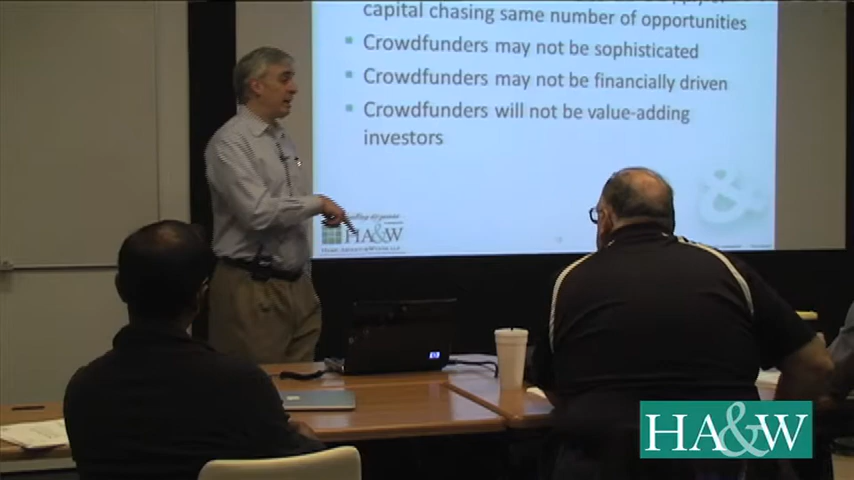 capital chasing same number of opportunities
Crowdfunders may not be sophisticated
Crowdfunders may not be financially driven
Crowdfunders will not be value-adding
investors
HA&W
&
HA&W